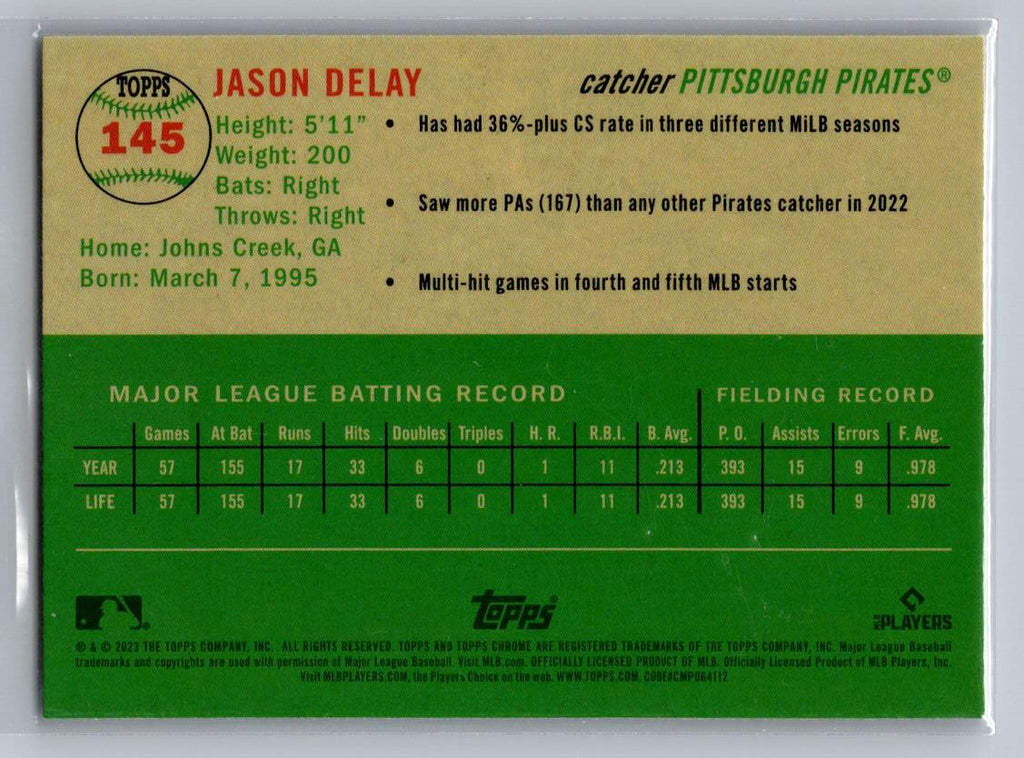 TOPPS
145
JASON DELAY
catcher PITTSBURGH PIRATES®
Height: 5'11"
Weight: 200
Bats: Right
Throws: Right
Home: Johns Creek, GA
Born: March 7, 1995
• Has had 36%-plus CS rate in three different MiLB seasons
• Saw more PAs (167) than any other Pirates catcher in 2022
• Multi-hit games in fourth and fifth MLB starts
MAJOR LEAGUE BATTING RECORD FIELDING RECORD
Games At Bat Runs Hits Doubles Triples H. R. R.B.I. B. Avg. P. O. Assists Errors F. Avg.
YEAR 57 155 17 33 6 0 1 11 .213 393 15 9 .978
LIFE 57 155 17 33 6 0 1 11 .213 393 15 9 .978
Topps®
MLB PLAYERS
® & © 2023 THE TOPPS COMPANY, INC. ALL RIGHTS RESERVED. TOPPS AND TOPPS CHROME ARE REGISTERED TRADEMARKS OF THE TOPPS COMPANY, INC. Major League Baseball
trademarks and copyrights are used with permission of Major League Baseball. Visit MLB.com. OFFICIALLY LICENSED PRODUCT OF MLB. Officially Licensed Product of MLB Players, Inc.
Visit MLBPLAYERS.COM, the Players Choice on the web. WWW.TOPPS.COM. CODE#CMP064112